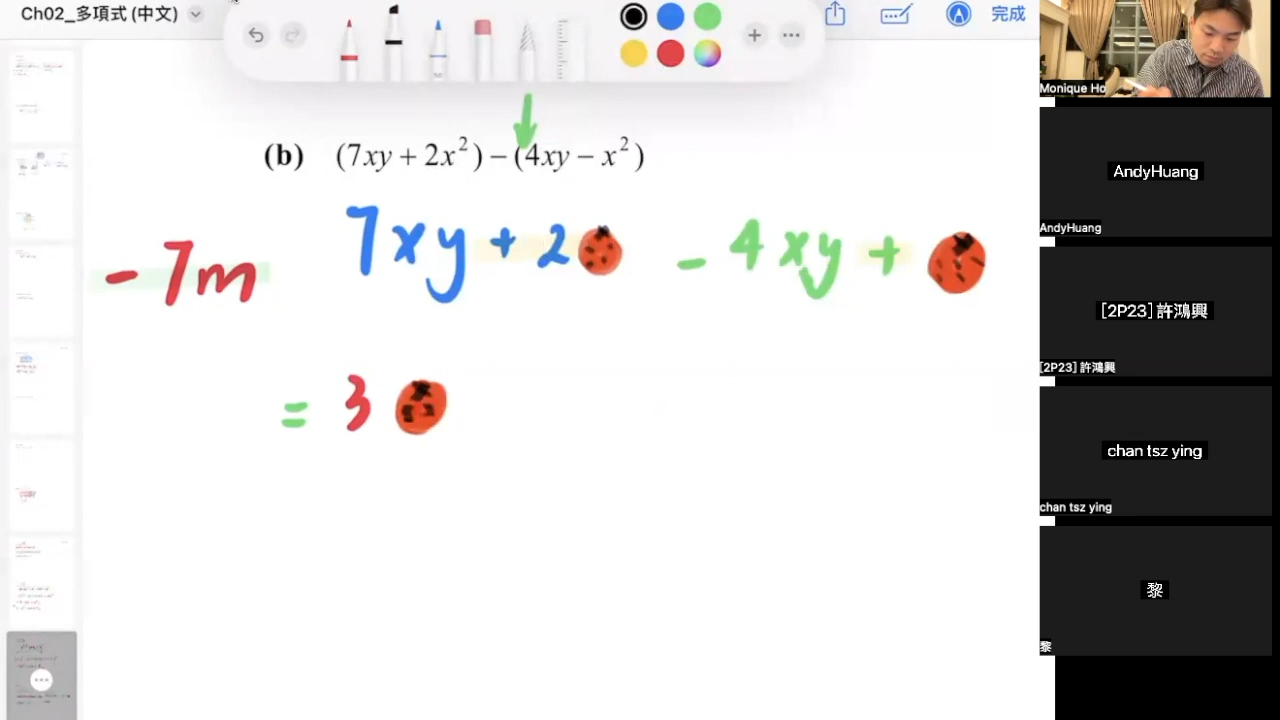 Ch02_多項式 (中文)
完成
(b) (7xy + 2x²) − (4xy − x²)
- 7m
7xy + 2
- 4xy +
= 3
Monique Ho
AndyHuang
AndyHuang
[2P23] 許鴻興
[2P23] 許鴻興
chan tsz ying
chan tsz ying
黎
黎